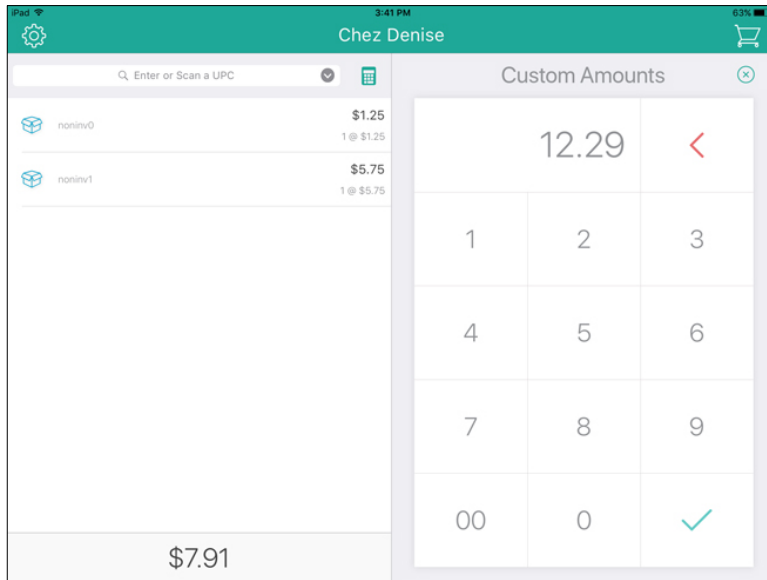 iPad 3:41 PM 63%
Chez Denise
Enter or Scan a UPC
noninv0 $1.25
1 @ $1.25
noninv1 $5.75
1 @ $5.75
$7.91
Custom Amounts
12.29
1 2 3
4 5 6
7 8 9
00 0